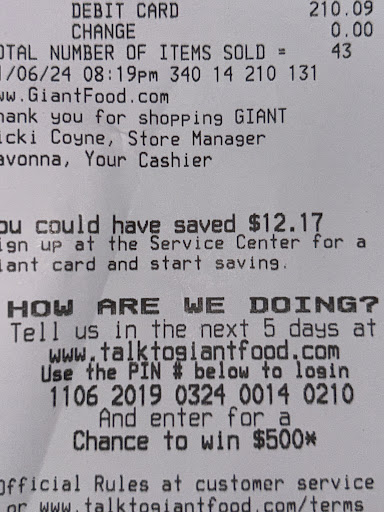 DEBIT CARD 210.09
CHANGE 0.00
OTAL NUMBER OF ITEMS SOLD = 43
1/06/24 08:19pm 340 14 210 131
ww.GiantFood.com
hank you for shopping GIANT
icki Coyne, Store Manager
avonna, Your Cashier
ou could have saved $12.17
ign up at the Service Center for a
iant card and start saving.
HOW ARE WE DOING?
Tell us in the next 5 days at
www.talktogiantfood.com
Use the PIN # below to login
1106 2019 0324 0014 0210
And enter for a
Chance to win $500*
official Rules at customer service
or www.talktogiantfood.com/terms